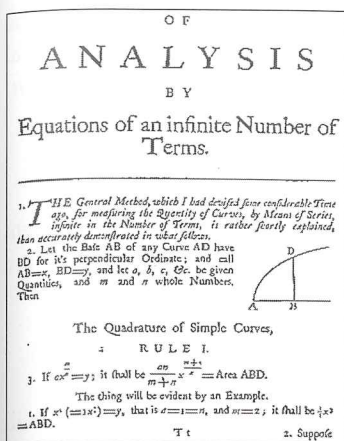 OF
ANALYSIS
BY
Equations of an infinite Number of
Terms.
1. THE General Method, which I had devised some considerable Time
ago, for measuring the Quantity of Curves, by Means of Series,
infinite in the Number of Terms, is rather shortly explained,
than accurately demonstrated in what follows.
2. Let the Base AB of any Curve AD have
BD for it's perpendicular Ordinate; and call
AB=x, BD=y, and let a, b, c, &c. be given
Quantities, and m and n whole Numbers.
Then
D
A B
The Quadrature of Simple Curves,
RULE I.
3. If ax^(m/n)=y; it shall be an/(m+n) x^((m+n)/n)=Area ABD.
The thing will be evident by an Example.
1. If x² (=1x^(2/1))=y, that is a=1=n, and m=2; it shall be ⅓x³
=ABD.
T t 2. Suppose